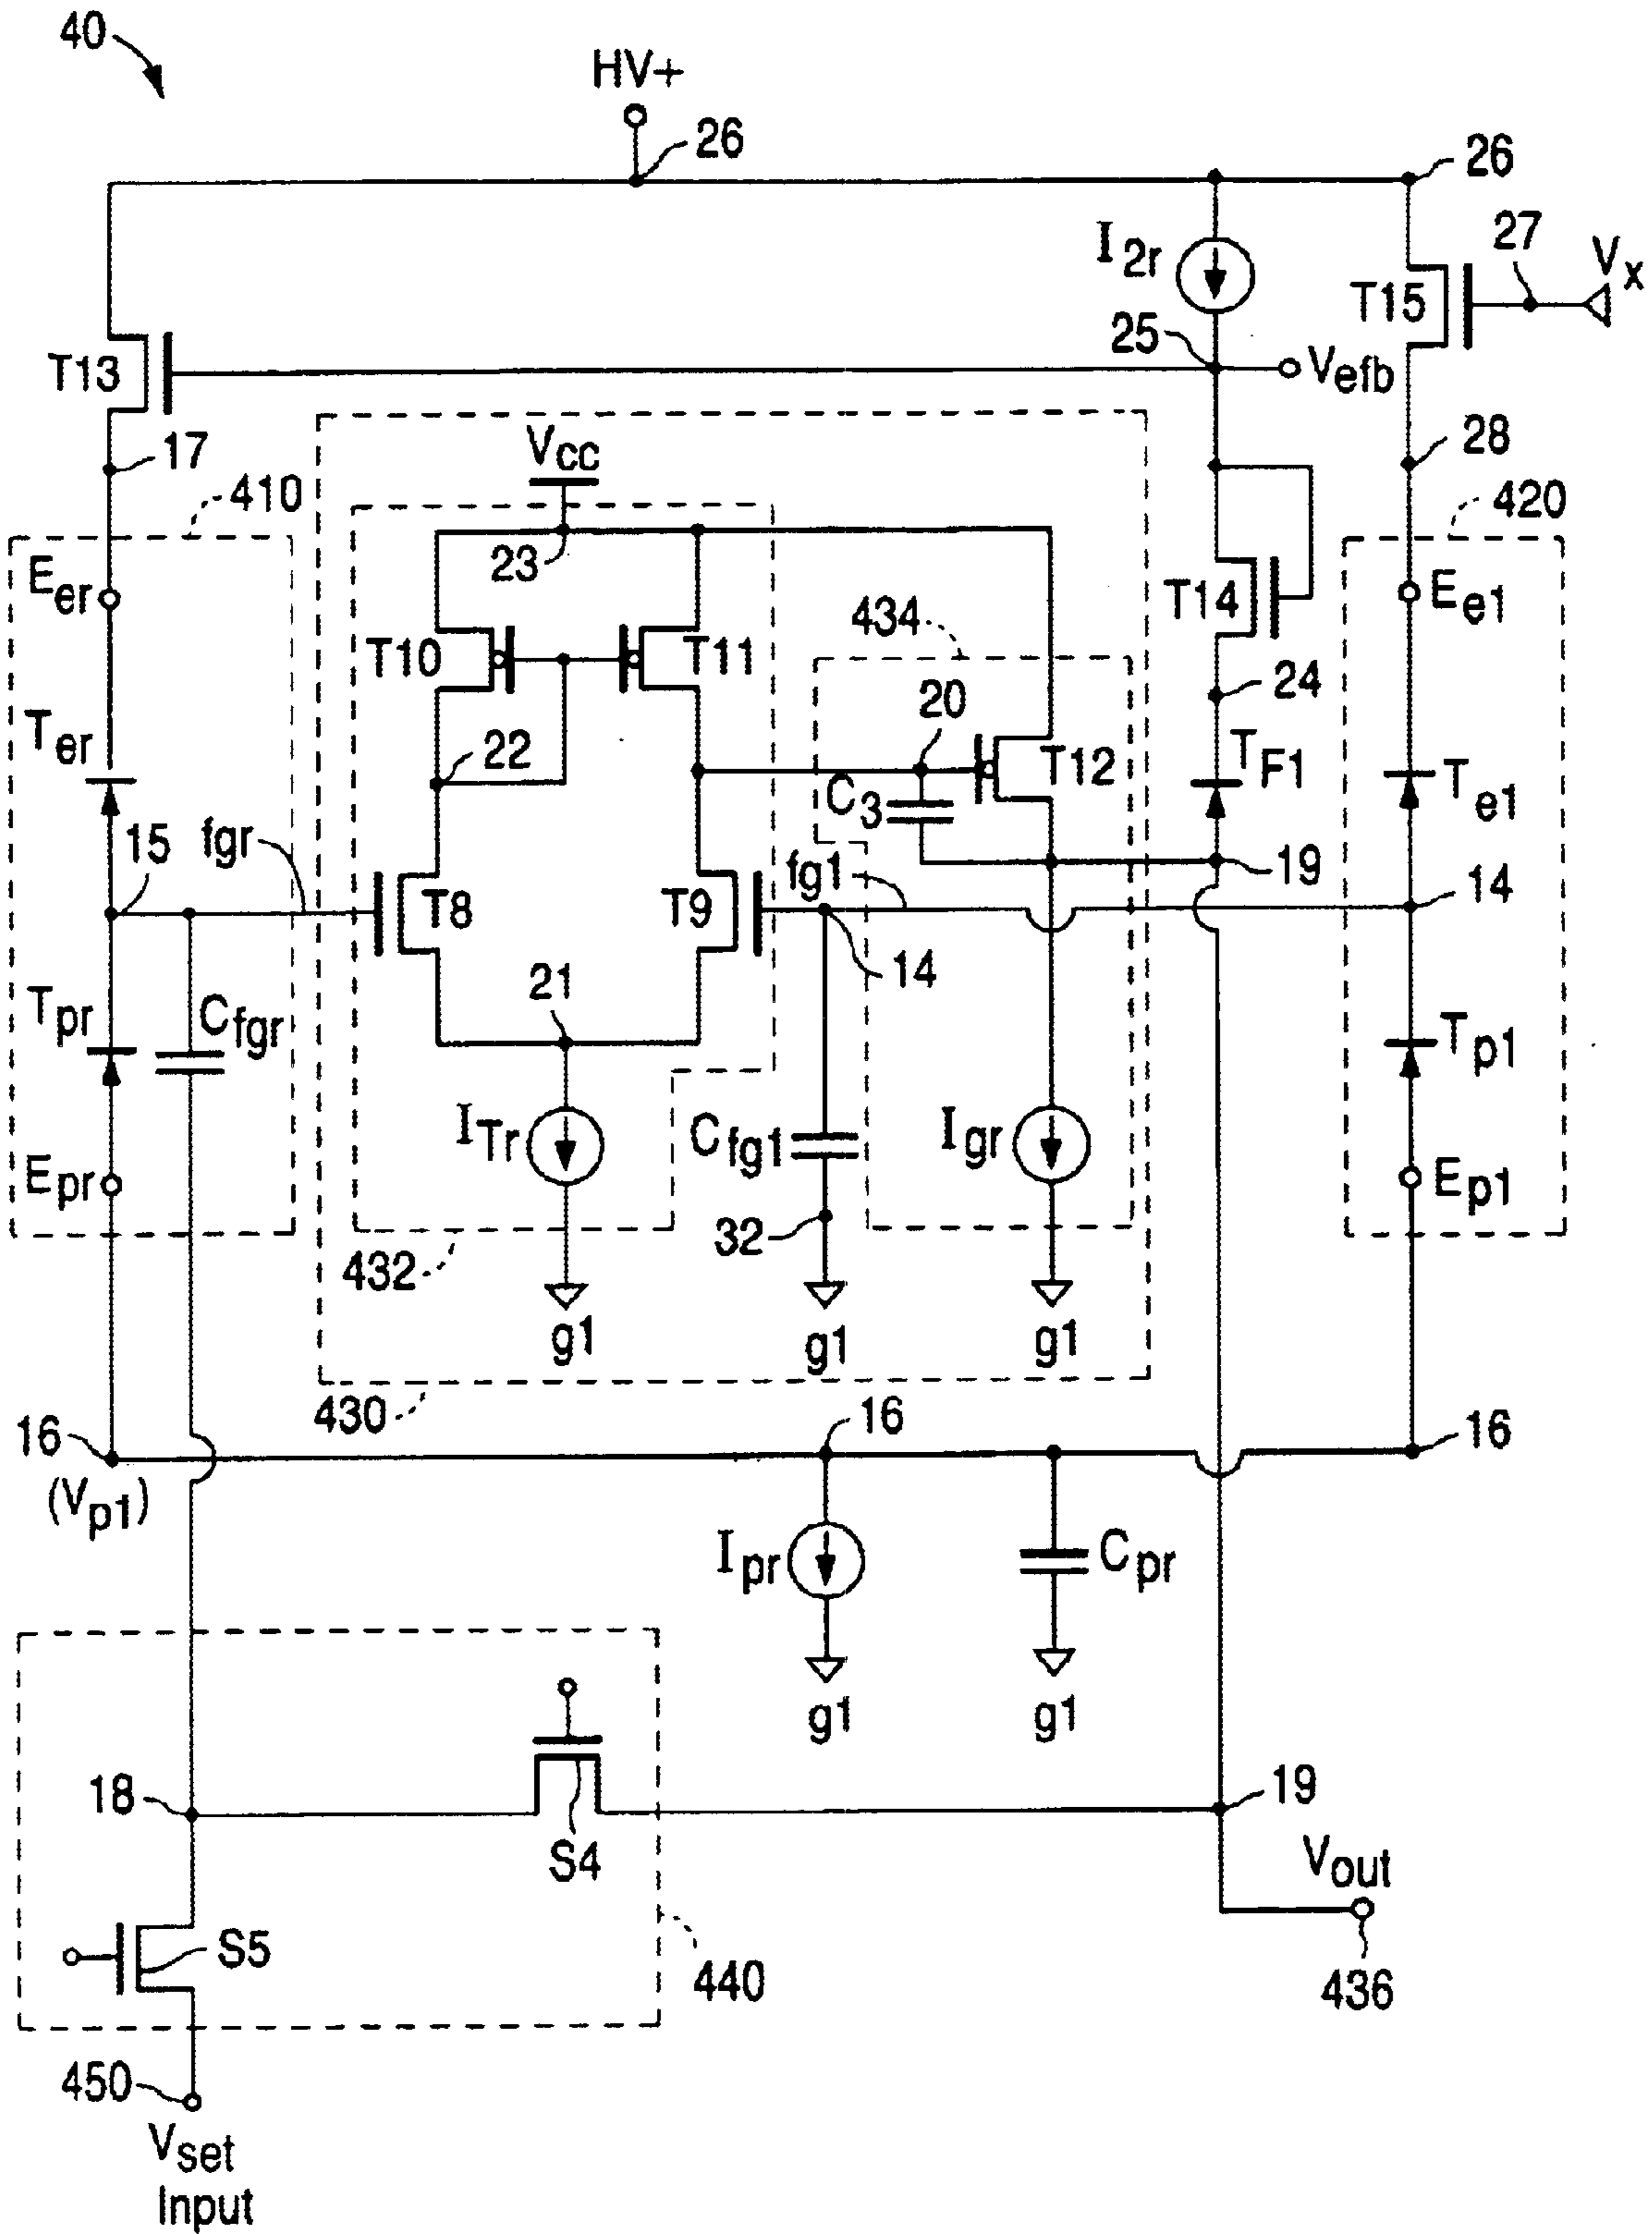 40
HV+
26
26
I2r
27
Vx
T15
25
Vefb
T13
17
28
410
Vcc
420
23
Eer
Ee1
T14
434
T10
T11
24
20
Ter
22
T12
TF1
Te1
C3
15
fgr
19
fg1
14
T8
T9
14
21
Tpr
Cfgr
Tp1
ITr
Cfg1
Igr
Epr
Ep1
32
432
g1
g1
g1
430
16
16
16
(Vp1)
Ipr
Cpr
g1
g1
18
19
S4
Vout
S5
440
436
450
Vset
Input